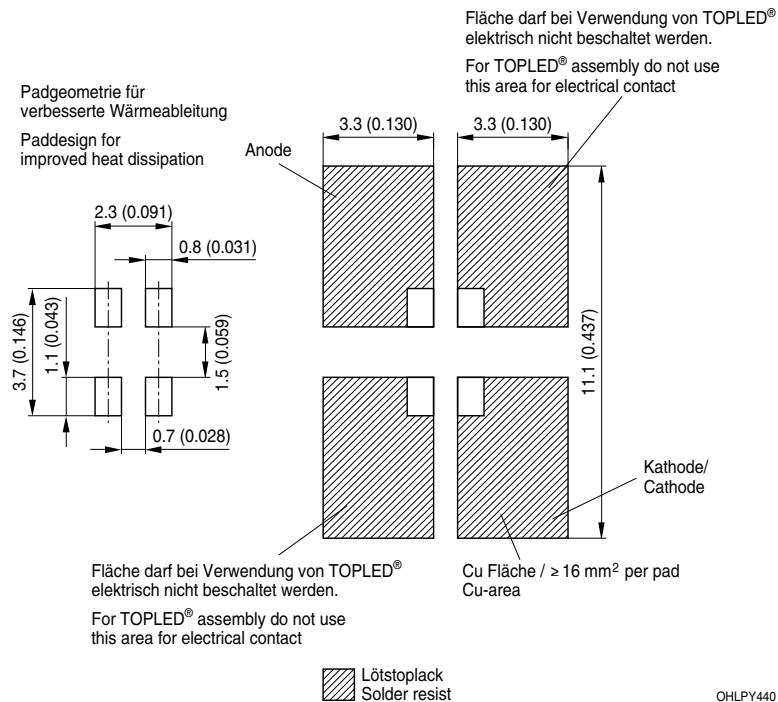 Fläche darf bei Verwendung von TOPLED®
elektrisch nicht beschaltet werden.
For TOPLED® assembly do not use
this area for electrical contact
Padgeometrie für
verbesserte Wärmeableitung
Paddesign for
improved heat dissipation
Anode
3.3 (0.130)
3.3 (0.130)
2.3 (0.091)
0.8 (0.031)
3.7 (0.146)
1.1 (0.043)
1.5 (0.059)
0.7 (0.028)
11.1 (0.437)
Kathode/
Cathode
Fläche darf bei Verwendung von TOPLED®
elektrisch nicht beschaltet werden.
For TOPLED® assembly do not use
this area for electrical contact
Cu Fläche / ≥ 16 mm² per pad
Cu-area
Lötstoplack
Solder resist
OHLPY440